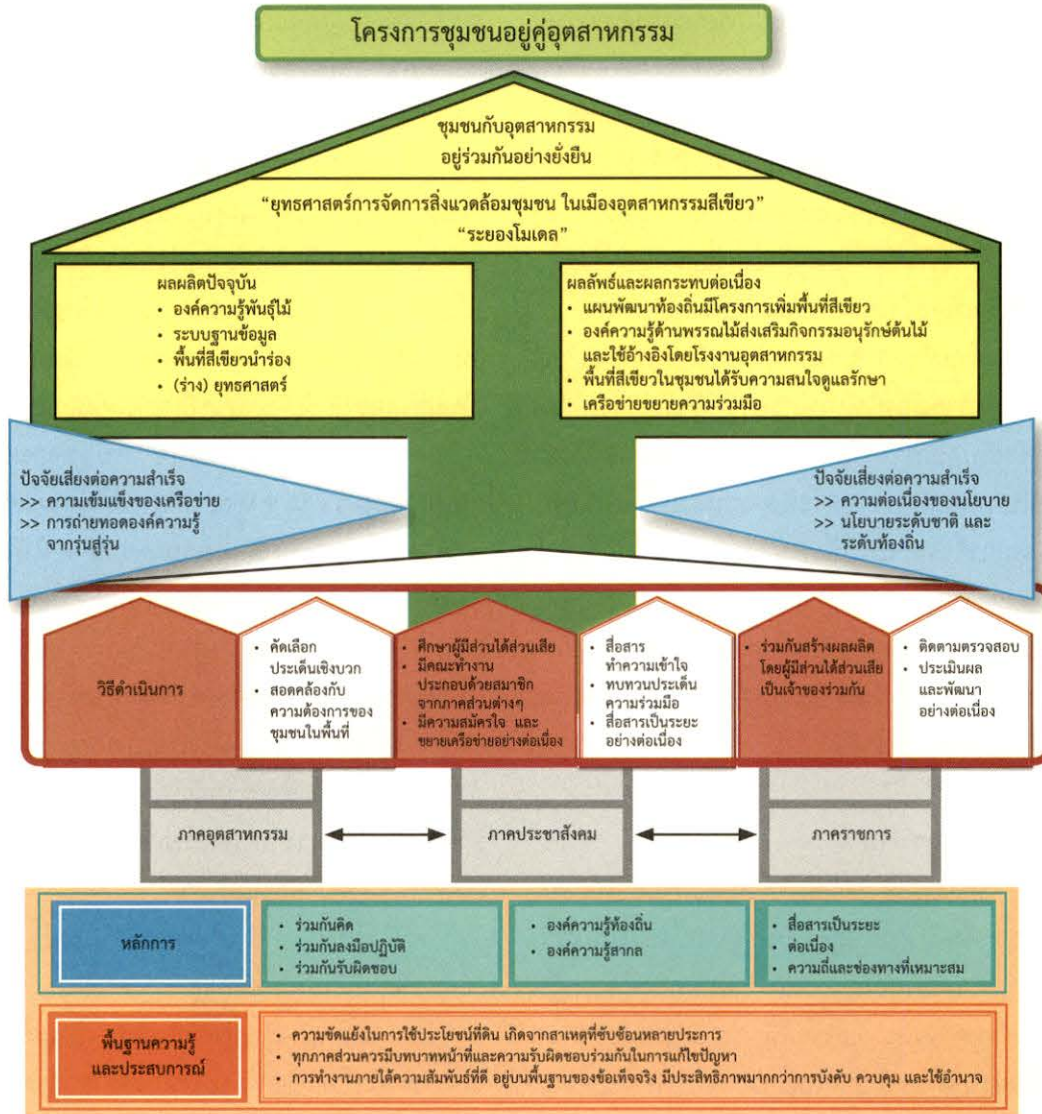 โครงการชุมชนอยู่คู่อุตสาหกรรม
ชุมชนกับอุตสาหกรรม
อยู่ร่วมกันอย่างยั่งยืน
“ยุทธศาสตร์การจัดการสิ่งแวดล้อมชุมชน ในเมืองอุตสาหกรรมสีเขียว”
“ระยองโมเดล”
ผลผลิตปัจจุบัน
• องค์ความรู้พันธุ์ไม้
• ระบบฐานข้อมูล
• พื้นที่สีเขียวนำร่อง
• (ร่าง) ยุทธศาสตร์
ผลลัพธ์และผลกระทบต่อเนื่อง
• แผนพัฒนาท้องถิ่นมีโครงการเพิ่มพื้นที่สีเขียว
• องค์ความรู้ด้านพรรณไม้ส่งเสริมกิจกรรมอนุรักษ์ต้นไม้
และใช้อ้างอิงโดยโรงงานอุตสาหกรรม
• พื้นที่สีเขียวในชุมชนได้รับความสนใจดูแลรักษา
• เครือข่ายขยายความร่วมมือ
ปัจจัยเสี่ยงต่อความสำเร็จ
>> ความเข้มแข็งของเครือข่าย
>> การถ่ายทอดองค์ความรู้
จากรุ่นสู่รุ่น
ปัจจัยเสี่ยงต่อความสำเร็จ
>> ความต่อเนื่องของนโยบาย
>> นโยบายระดับชาติ และ
ระดับท้องถิ่น
วิธีดำเนินการ
• คัดเลือก
ประเด็นเชิงบวก
• สอดคล้องกับ
ความต้องการของ
ชุมชนในพื้นที่
• ศึกษาผู้มีส่วนได้ส่วนเสีย
• มีคณะทำงาน
ประกอบด้วยสมาชิก
จากภาคส่วนต่างๆ
• มีความสมัครใจ และ
ขยายเครือข่ายอย่างต่อเนื่อง
• สื่อสาร
ทำความเข้าใจ
• ทบทวนประเด็น
ความร่วมมือ
• สื่อสารเป็นระยะ
อย่างต่อเนื่อง
• ร่วมกันสร้างผลผลิต
โดยผู้มีส่วนได้ส่วนเสีย
เป็นเจ้าของร่วมกัน
• ติดตามตรวจสอบ
• ประเมินผล
และพัฒนา
อย่างต่อเนื่อง
ภาคอุตสาหกรรม
ภาคประชาสังคม
ภาคราชการ
หลักการ
• ร่วมกันคิด
• ร่วมกันลงมือปฏิบัติ
• ร่วมกันรับผิดชอบ
• องค์ความรู้ท้องถิ่น
• องค์ความรู้สากล
• สื่อสารเป็นระยะ
• ต่อเนื่อง
• ความถี่และช่องทางที่เหมาะสม
พื้นฐานความรู้
และประสบการณ์
• ความขัดแย้งในการใช้ประโยชน์ที่ดิน เกิดจากสาเหตุที่ซับซ้อนหลายประการ
• ทุกภาคส่วนควรมีบทบาทหน้าที่และความรับผิดชอบร่วมกันในการแก้ไขปัญหา
• การทำงานภายใต้ความสัมพันธ์ที่ดี อยู่บนพื้นฐานของข้อเท็จจริง มีประสิทธิภาพมากกว่าการบังคับ ควบคุม และใช้อำนาจ